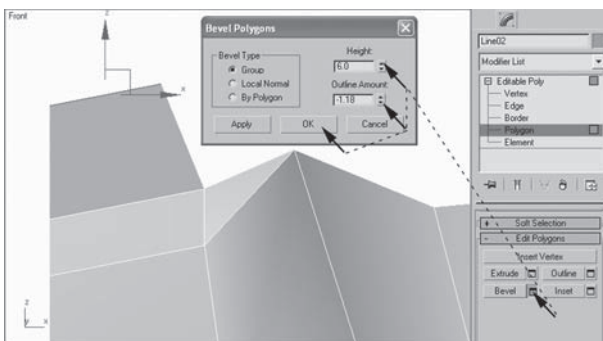 Front
z
x
Bevel Polygons
Bevel Type
Group
Local Normal
By Polygon
Height:
6.0
Outline Amount:
-1.18
Apply
OK
Cancel
Line02
Modifier List
Editable Poly
Vertex
Edge
Border
Polygon
Element
+ Soft Selection
- Edit Polygons
Insert Vertex
Extrude
Outline
Bevel
Inset
z
y
x